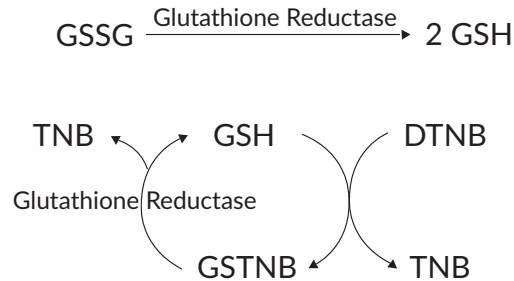 Glutathione Reductase
GSSG 2 GSH
TNB GSH DTNB
Glutathione Reductase
GSTNB TNB